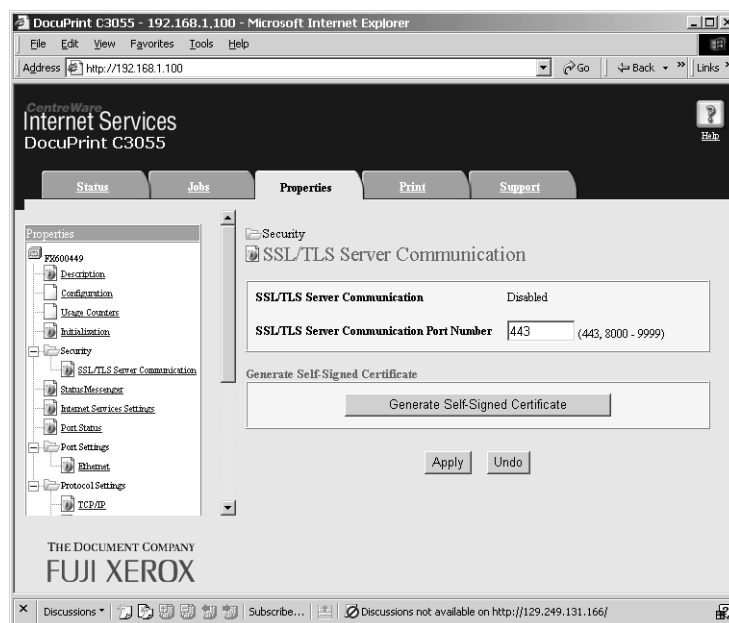 DocuPrint C3055 - 192.168.1,100 - Microsoft Internet Explorer
File Edit View Favorites Tools Help
Address http://192.168.1.100 Go Back Links
CentreWare
Internet Services
DocuPrint C3055
Help
Status Jobs Properties Print Support
Properties
FX600449
Description
Configuration
Usage Counters
Initialization
Security
SSL/TLS Server Communication
Status Messenger
Internet Services Settings
Port Status
Port Settings
Ethernet
Protocol Settings
TCP/IP
Security
SSL/TLS Server Communication
SSL/TLS Server Communication Disabled
SSL/TLS Server Communication Port Number 443 (443, 8000 - 9999)
Generate Self-Signed Certificate
Generate Self-Signed Certificate
Apply Undo
THE DOCUMENT COMPANY
FUJI XEROX
Discussions Subscribe... Discussions not available on http://129.249.131.166/